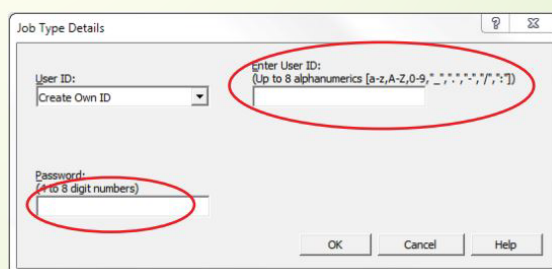 Job Type Details
User ID:
Create Own ID
Enter User ID:
(Up to 8 alphanumerics [a-z,A-Z,0-9,"_",".","-","/",":"])
Password:
(4 to 8 digit numbers)
OK
Cancel
Help